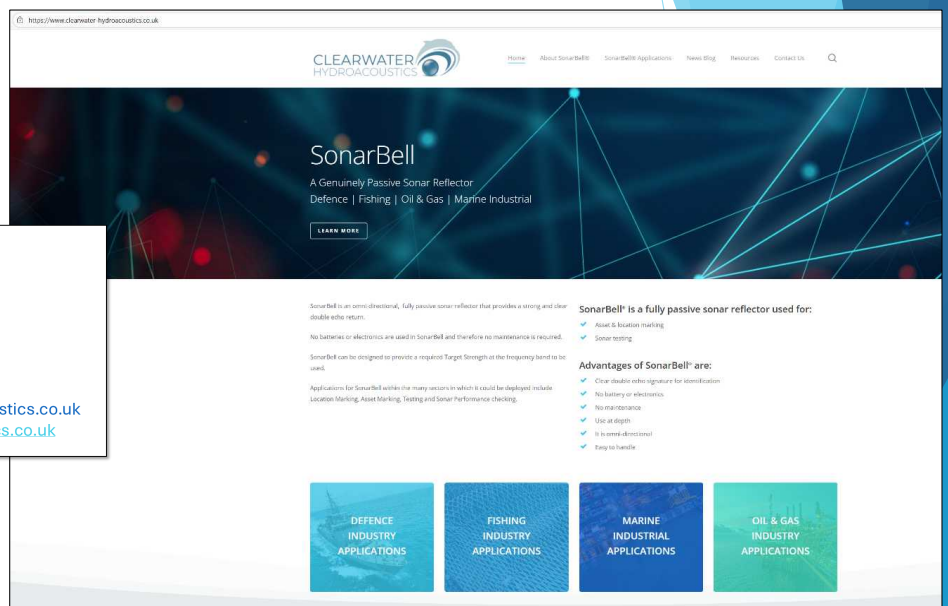 https://www.clearwater-hydroacoustics.co.uk
CLEARWATER
HYDROACOUSTICS
Home About SonarBell® SonarBell® Applications News Blog Resources Contact Us
SonarBell
A Genuinely Passive Sonar Reflector
Defence | Fishing | Oil & Gas | Marine Industrial
LEARN MORE
stics.co.uk
s.co.uk
SonarBell is an omni-directional, fully passive sonar reflector that provides a strong and clear
double echo return.
No batteries or electronics are used in SonarBell and therefore no maintenance is required.
SonarBell can be designed to provide a required Target Strength at the frequency band to be
used.
Applications for SonarBell within the many sectors in which it could be deployed include
Location Marking, Asset Marking, Testing and Sonar Performance checking.
SonarBell® is a fully passive sonar reflector used for:
Asset & location marking
Sonar testing
Advantages of SonarBell® are:
Clear double echo signature for identification
No battery or electronics
No maintenance
Use at depth
It is omni-directional
Easy to handle
DEFENCE
INDUSTRY
APPLICATIONS
FISHING
INDUSTRY
APPLICATIONS
MARINE
INDUSTRIAL
APPLICATIONS
OIL & GAS
INDUSTRY
APPLICATIONS